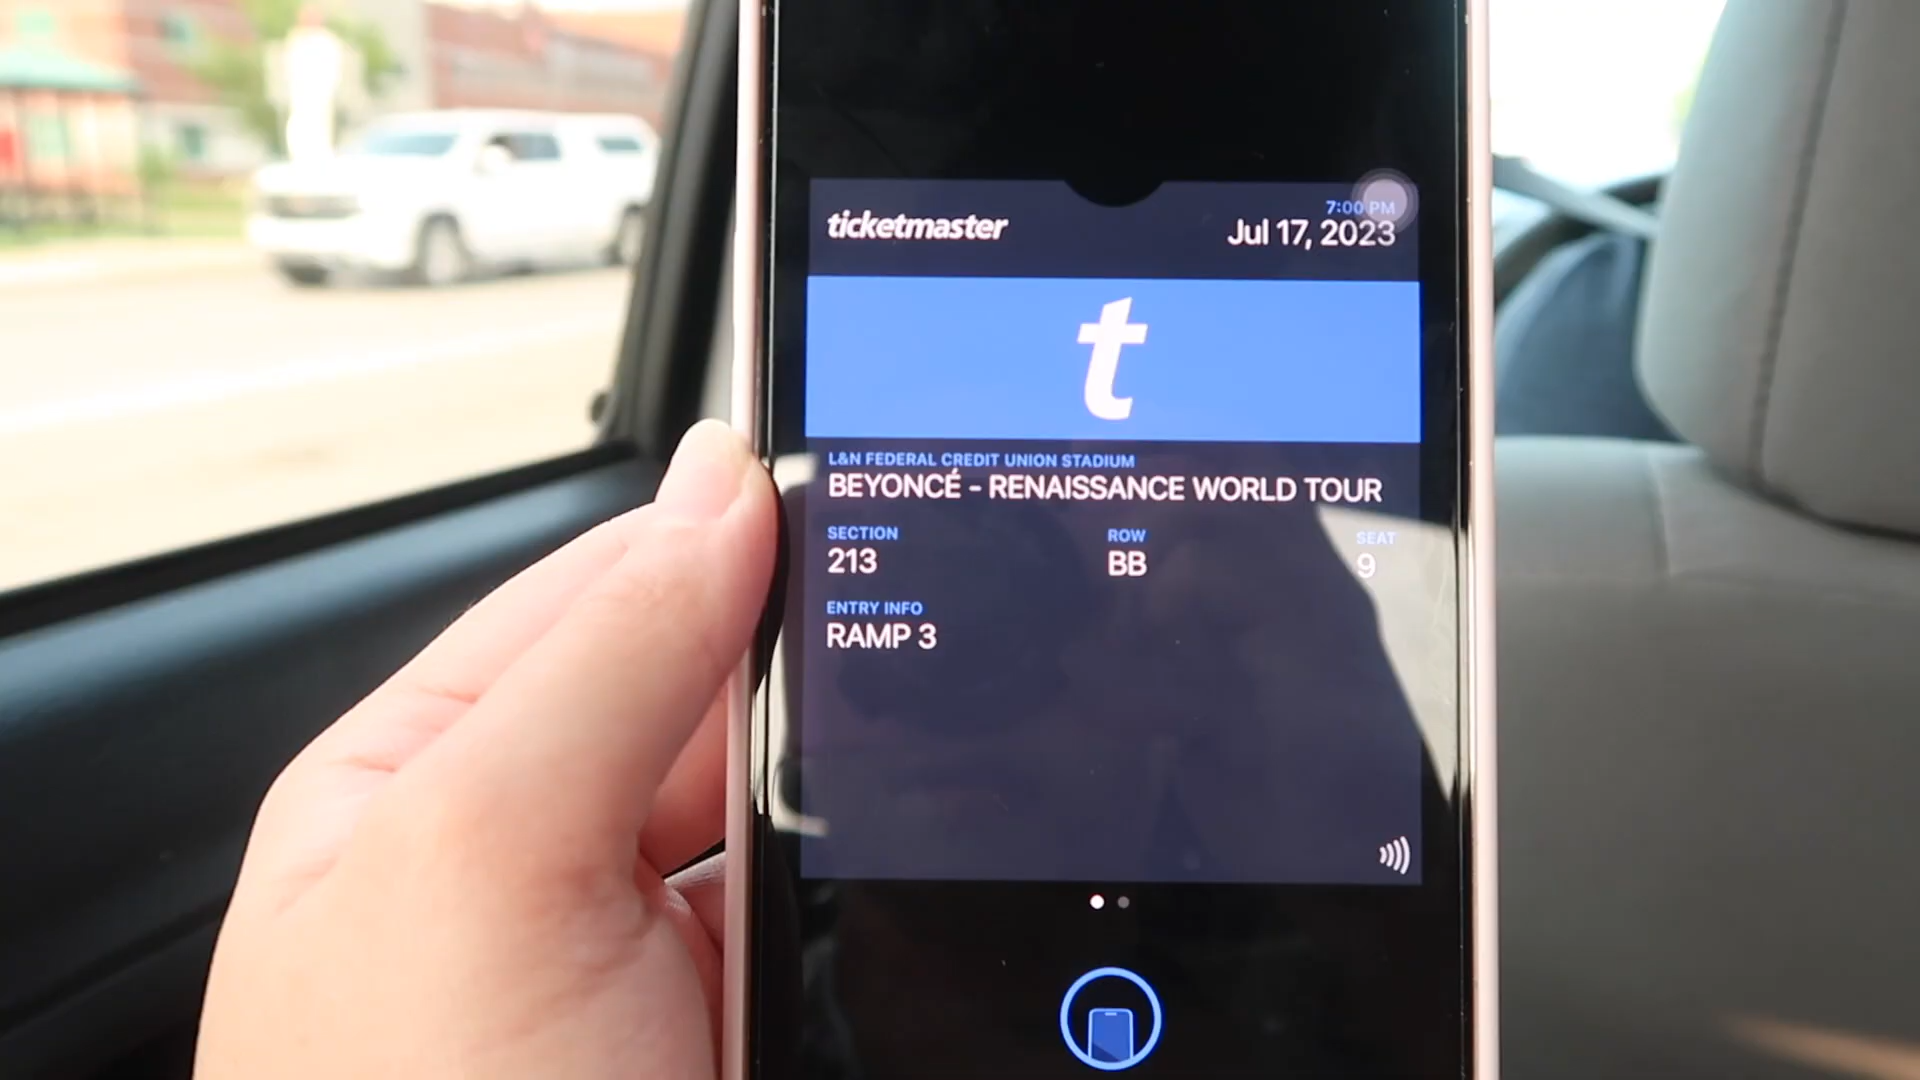 7:00 PM
ticketmaster
Jul 17, 2023
t
L&N FEDERAL CREDIT UNION STADIUM
BEYONCÉ - RENAISSANCE WORLD TOUR
SECTION ROW SEAT
213 BB 9
ENTRY INFO
RAMP 3